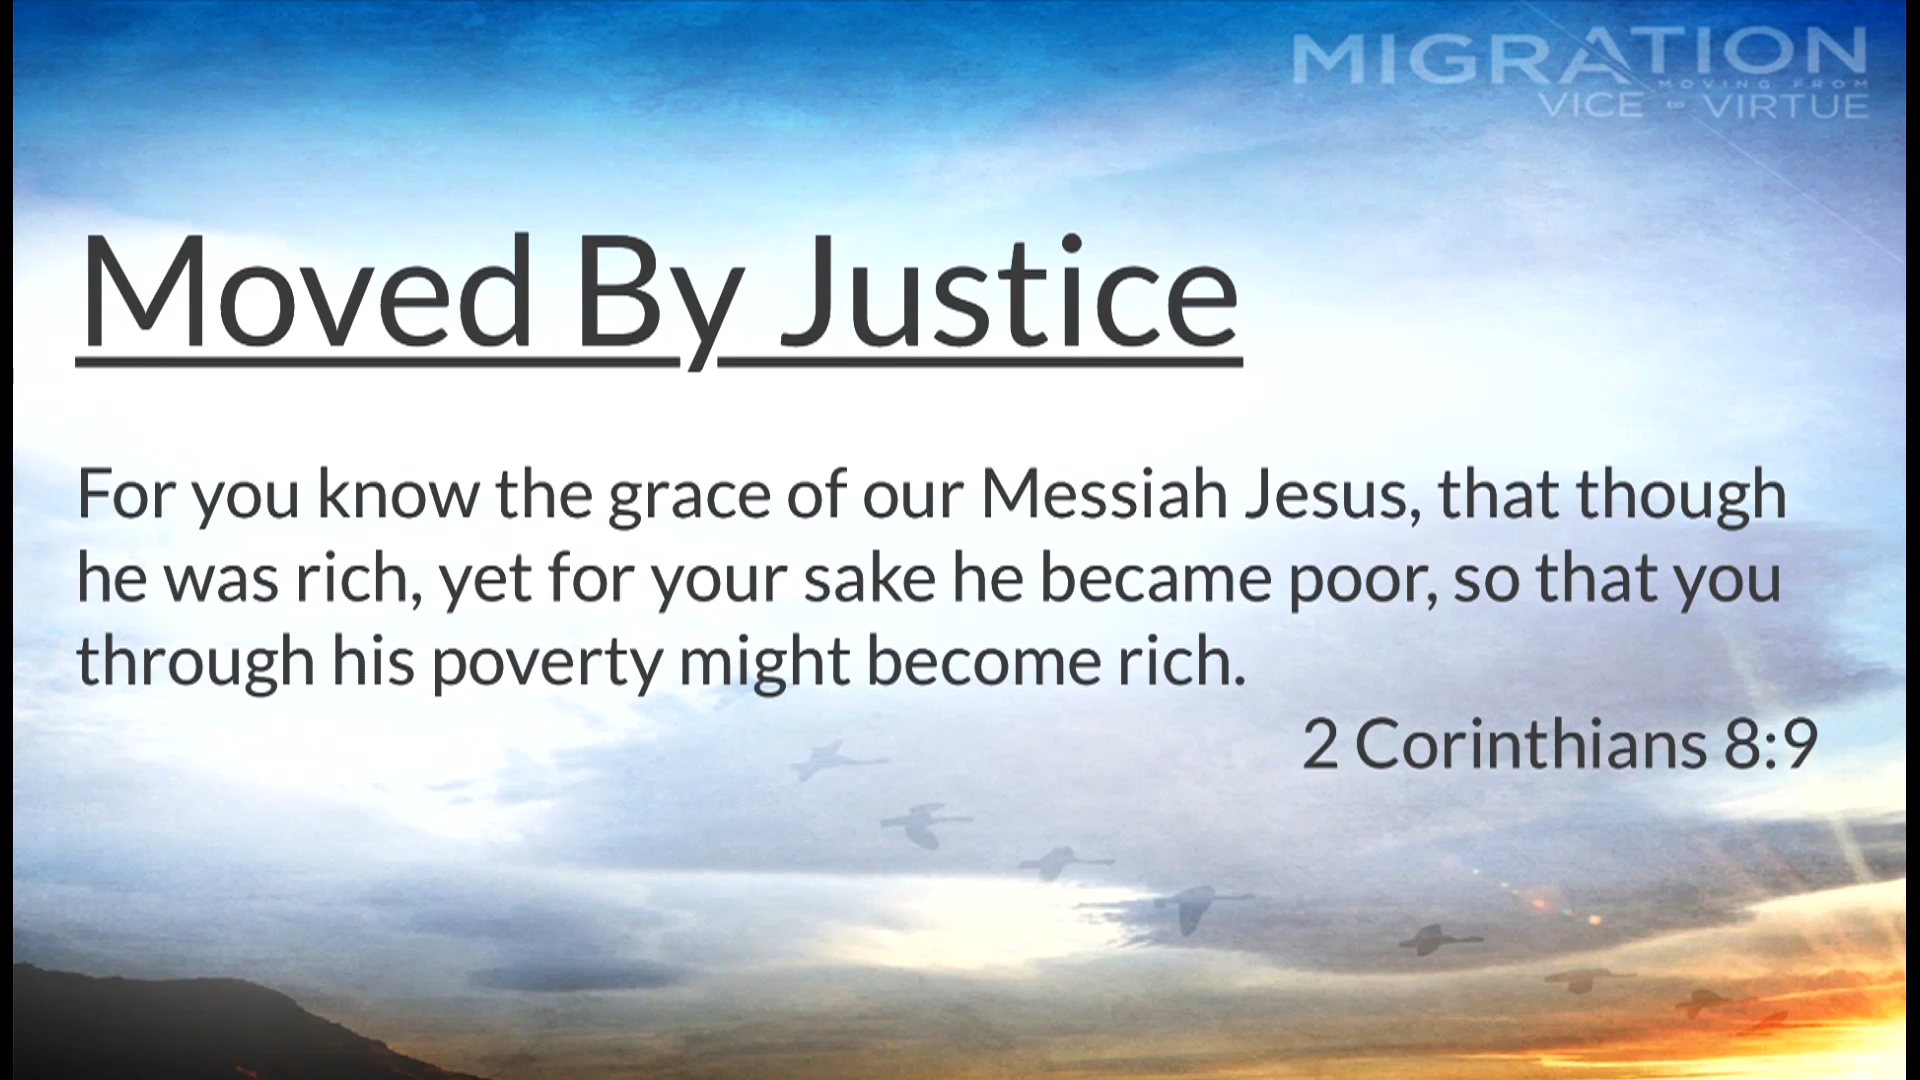 MIGRATION
MOVING FROM
VICE to VIRTUE
Moved By Justice
For you know the grace of our Messiah Jesus, that though
he was rich, yet for your sake he became poor, so that you
through his poverty might become rich.
2 Corinthians 8:9